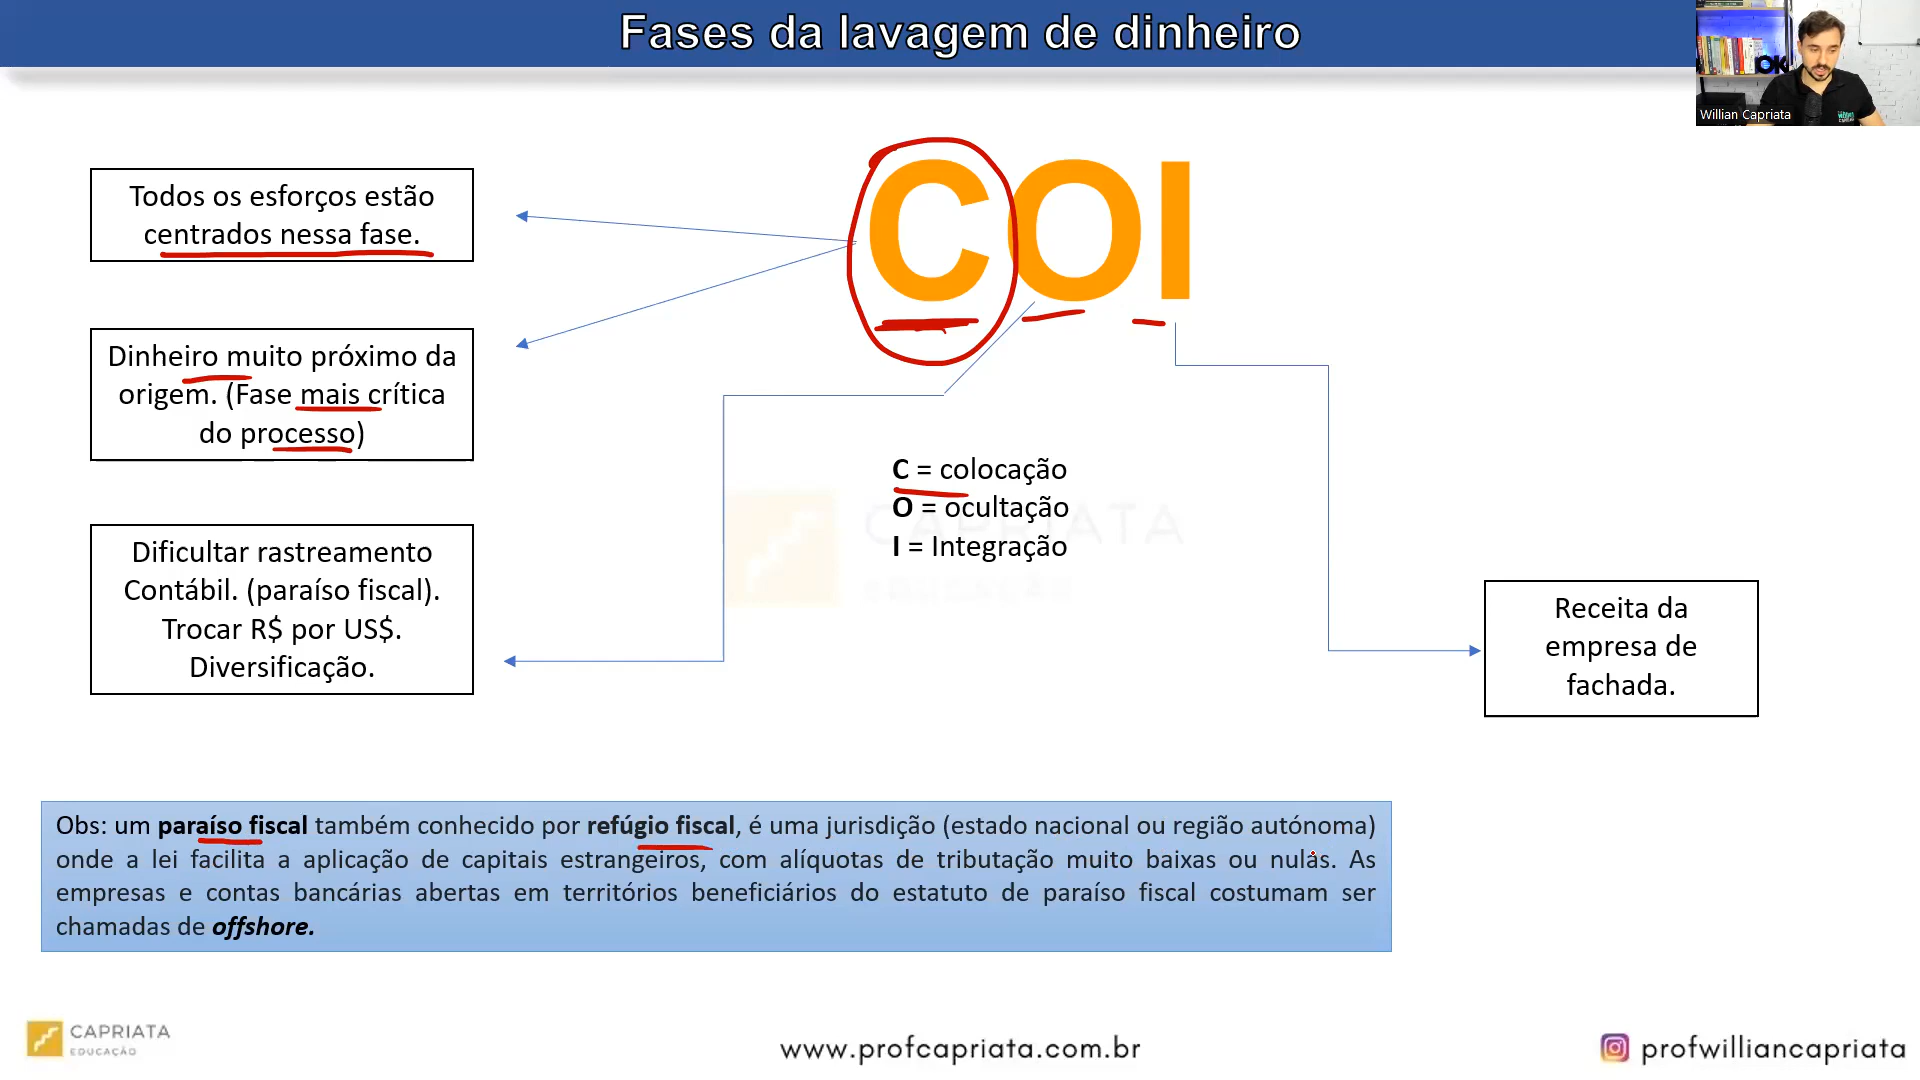 Fases da lavagem de dinheiro
OK
Willian Capriata
COI
Todos os esforços estão
centrados nessa fase.
Dinheiro muito próximo da
origem. (Fase mais crítica
do processo)
C = colocação
O = ocultação
I = Integração
CAPRIATA
EDUCAÇÃO
Dificultar rastreamento
Contábil. (paraíso fiscal).
Trocar R$ por US$.
Diversificação.
Receita da
empresa de
fachada.
Obs: um paraíso fiscal também conhecido por refúgio fiscal, é uma jurisdição (estado nacional ou região autónoma)
onde a lei facilita a aplicação de capitais estrangeiros, com alíquotas de tributação muito baixas ou nulas. As
empresas e contas bancárias abertas em territórios beneficiários do estatuto de paraíso fiscal costumam ser
chamadas de offshore.
CAPRIATA
EDUCAÇÃO
www.profcapriata.com.br
profwilliancapriata